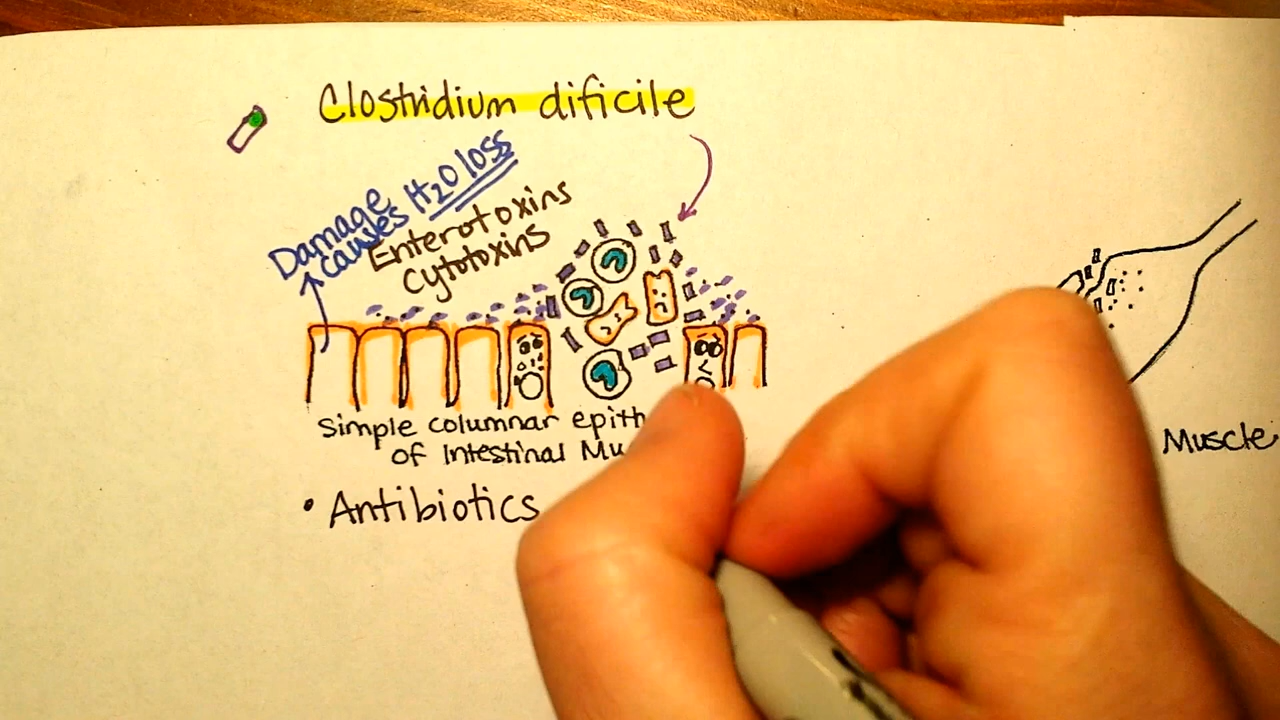 Clostridium dificile
Damage
causes H2O loss
Enterotoxins
Cytotoxins
Simple columnar epith
of Intestinal Mu
• Antibiotics
Muscle